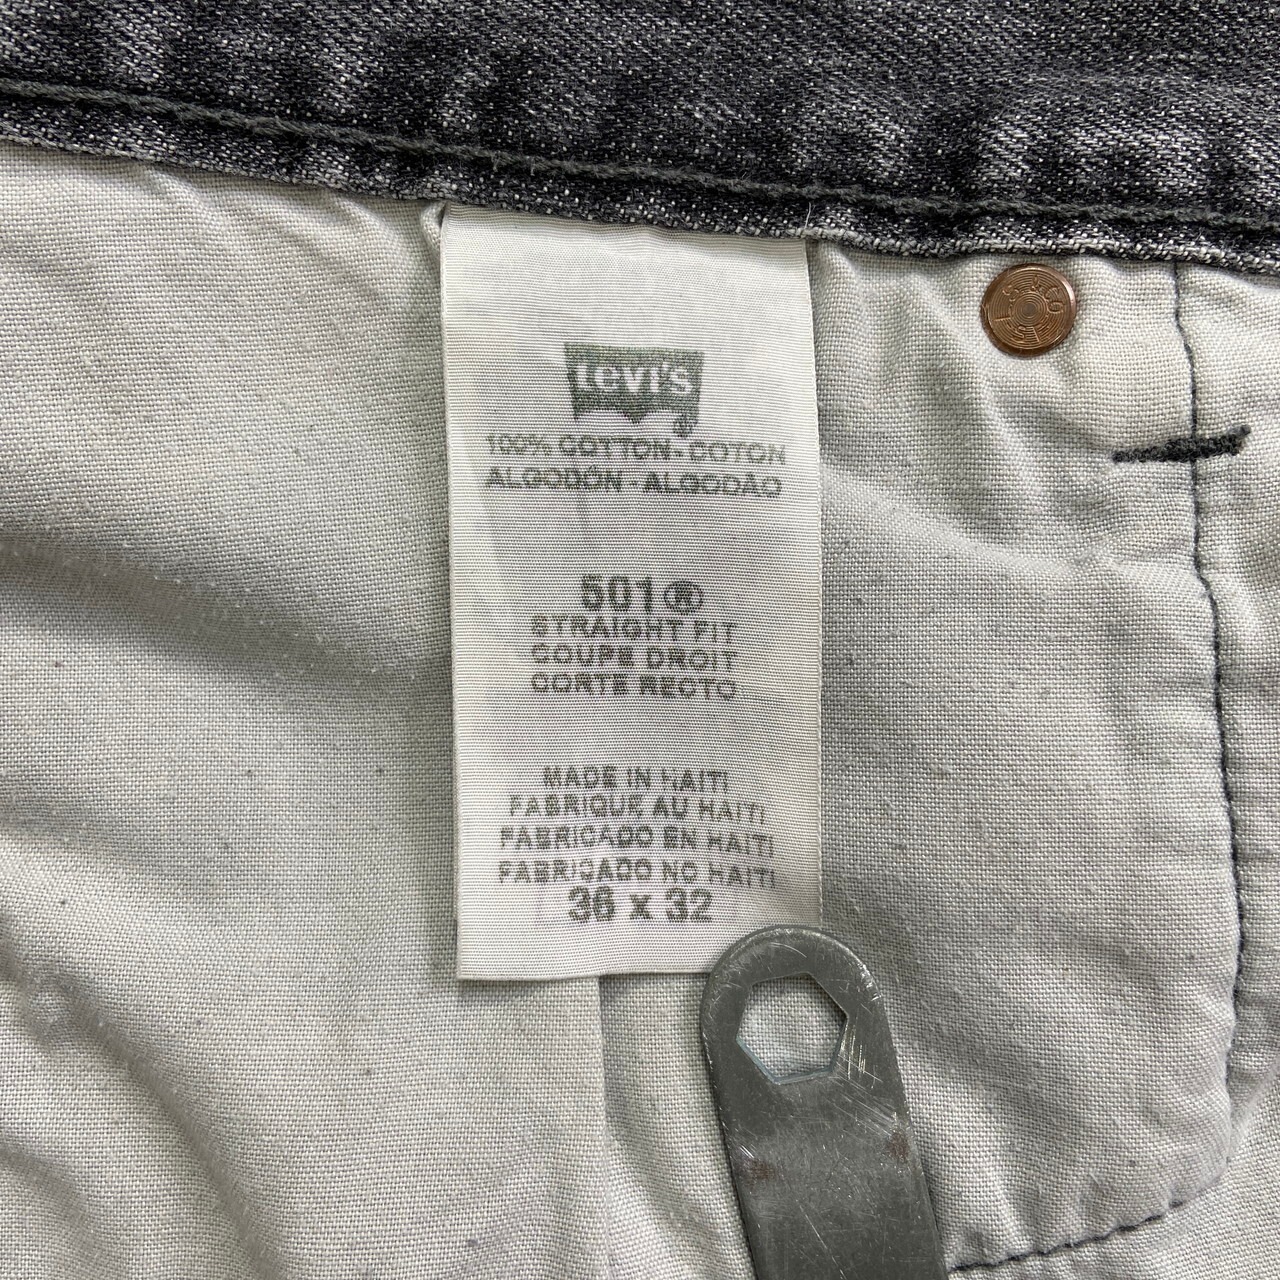 Levi's
®
100% COTTON - COTON
ALGODÓN - ALGODÃO
501®
STRAIGHT FIT
COUPE DROIT
CORTE RECTO
MADE IN HAITI
FABRIQUE AU HAITI
FABRICADO EN HAITI
FABRICADO NO HAITI
36 x 32